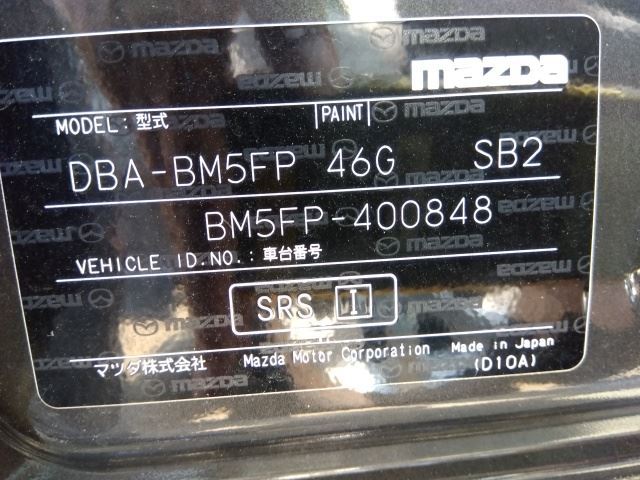 mazda
MODEL: 型式 PAINT
DBA-BM5FP 46G SB2
BM5FP-400848
VEHICLE ID.NO.: 車台番号
SRS I
マツダ株式会社 Mazda Motor Corporation Made in Japan
(D10A)